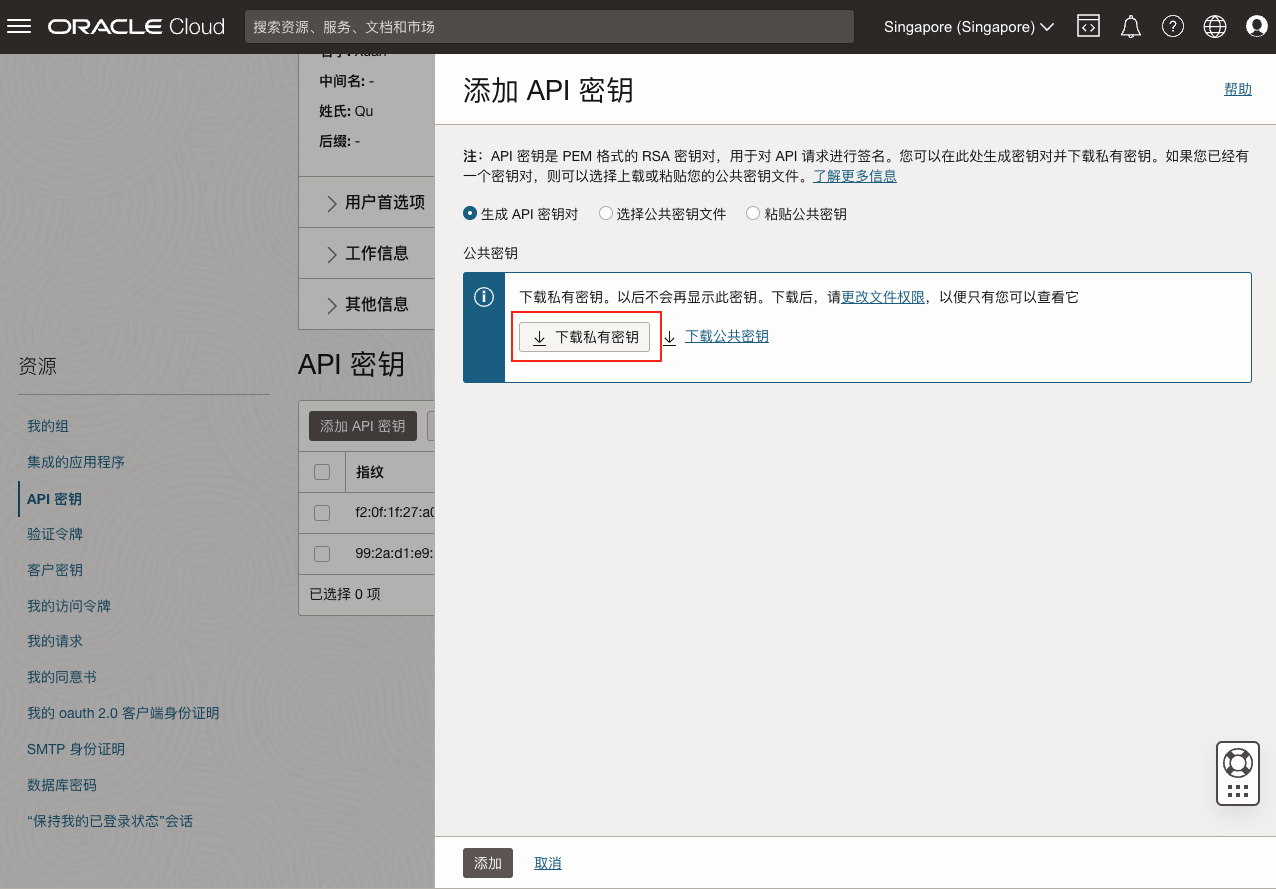 ORACLE Cloud
搜索资源、服务、文档和市场
Singapore (Singapore)
中间名: -
姓氏: Qu
后缀: -
用户首选项
工作信息
其他信息
资源
我的组
集成的应用程序
API 密钥
验证令牌
客户密钥
我的访问令牌
我的请求
我的同意书
我的 oauth 2.0 客户端身份证明
SMTP 身份证明
数据库密码
“保持我的已登录状态”会话
API 密钥
添加 API 密钥
指纹
f2:0f:1f:27:a0
99:2a:d1:e9:
已选择 0 项
添加 API 密钥
帮助
注：API 密钥是 PEM 格式的 RSA 密钥对，用于对 API 请求进行签名。您可以在此处生成密钥对并下载私有密钥。如果您已经有
一个密钥对，则可以选择上载或粘贴您的公共密钥文件。了解更多信息
生成 API 密钥对 选择公共密钥文件 粘贴公共密钥
公共密钥
下载私有密钥。以后不会再显示此密钥。下载后，请更改文件权限，以便只有您可以查看它
下载私有密钥 下载公共密钥
添加 取消